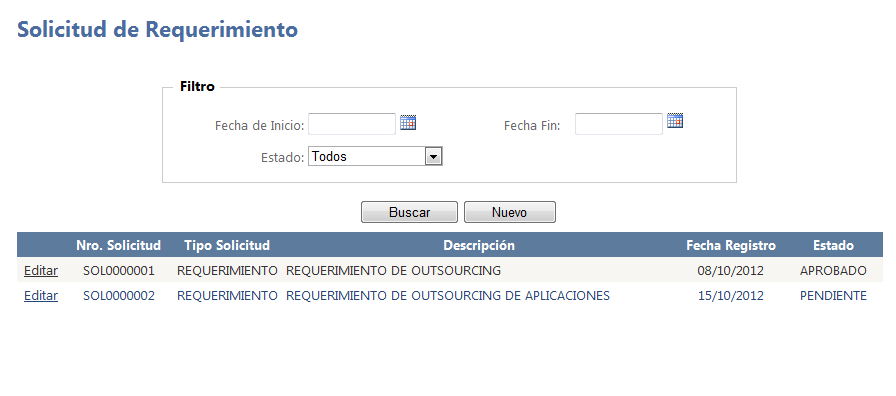 Solicitud de Requerimiento
Filtro
Fecha de Inicio: Fecha Fin:
Estado: Todos
Buscar Nuevo
Nro. Solicitud Tipo Solicitud Descripción Fecha Registro Estado
Editar SOL0000001 REQUERIMIENTO REQUERIMIENTO DE OUTSOURCING 08/10/2012 APROBADO
Editar SOL0000002 REQUERIMIENTO REQUERIMIENTO DE OUTSOURCING DE APLICACIONES 15/10/2012 PENDIENTE